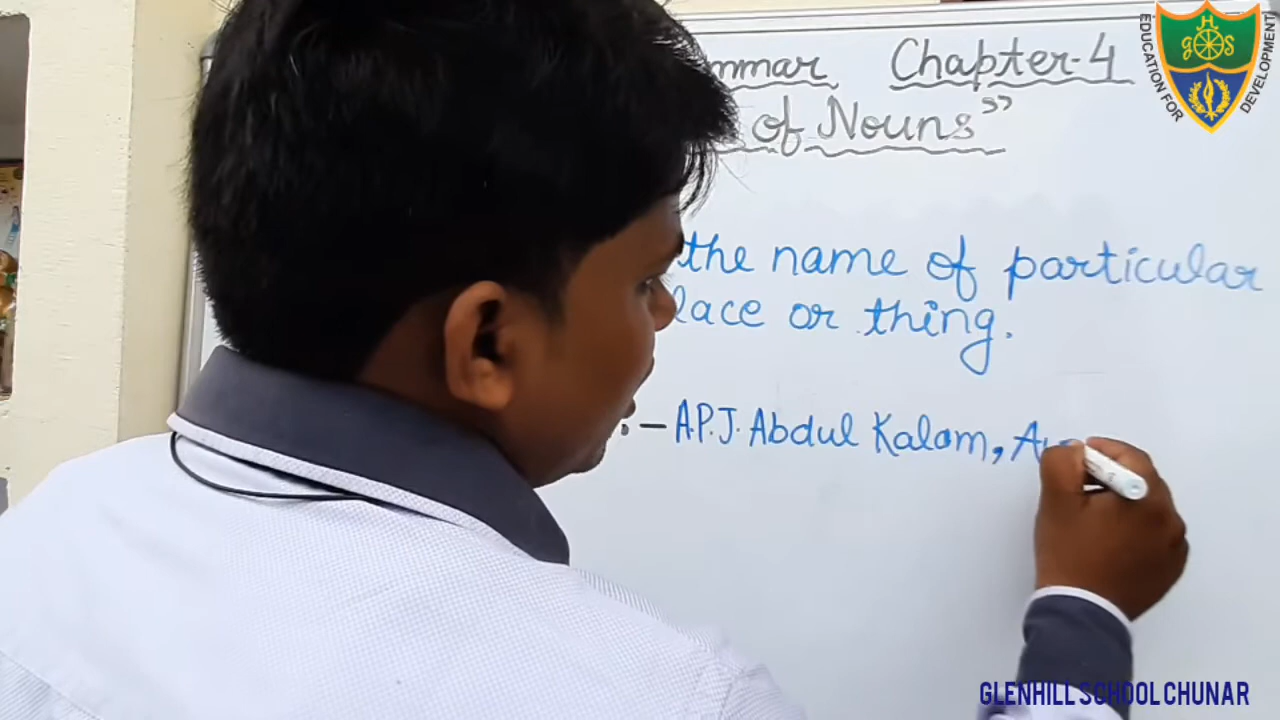 mmar Chapter-4
of Nouns”
the name of particular
lace or thing.
:- A.P.J. Abdul Kalam,
EDUCATION FOR DEVELOPMENT
H
g S
GLENHILL SCHOOL CHUNAR